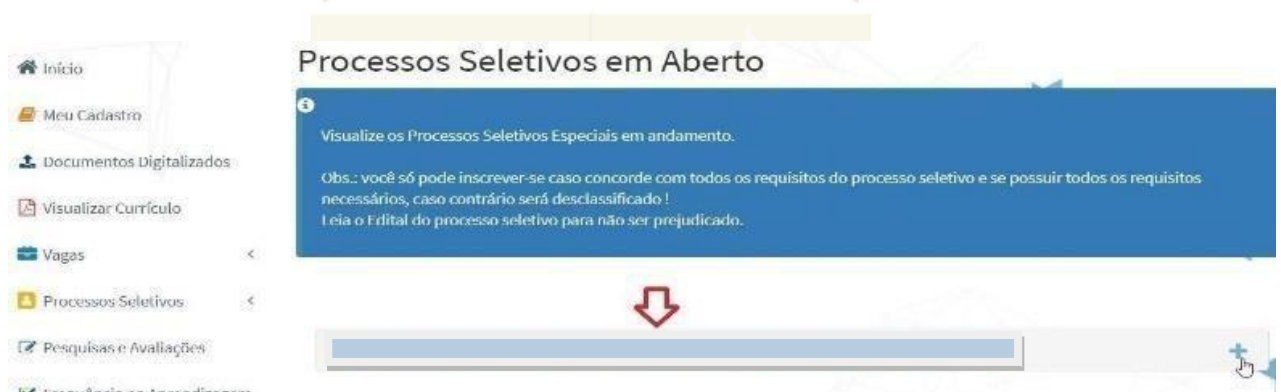 Início
Meu Cadastro
Documentos Digitalizados
Visualizar Currículo
Vagas
Processos Seletivos
Pesquisas e Avaliações
Processos Seletivos em Aberto
Visualize os Processos Seletivos Especiais em andamento.
Obs.: você só pode inscrever-se caso concorde com todos os requisitos do processo seletivo e se possuir todos os requisitos
necessários, caso contrário será desclassificado !
Leia o Edital do processo seletivo para não ser prejudicado.